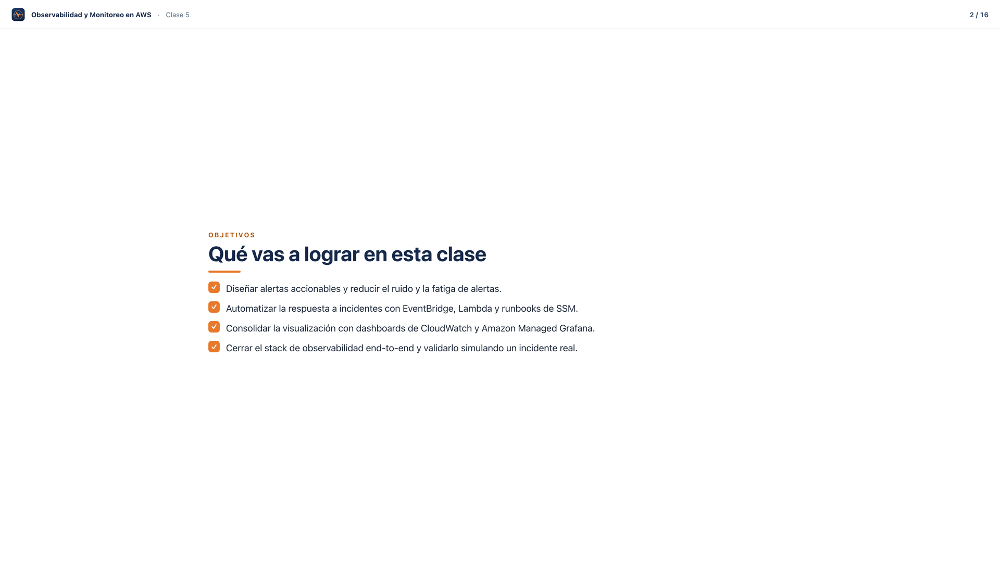 Observabilidad y Monitoreo en AWS · Clase 5
2 / 16
OBJETIVOS
Qué vas a lograr en esta clase
Diseñar alertas accionables y reducir el ruido y la fatiga de alertas.
Automatizar la respuesta a incidentes con EventBridge, Lambda y runbooks de SSM.
Consolidar la visualización con dashboards de CloudWatch y Amazon Managed Grafana.
Cerrar el stack de observabilidad end-to-end y validarlo simulando un incidente real.